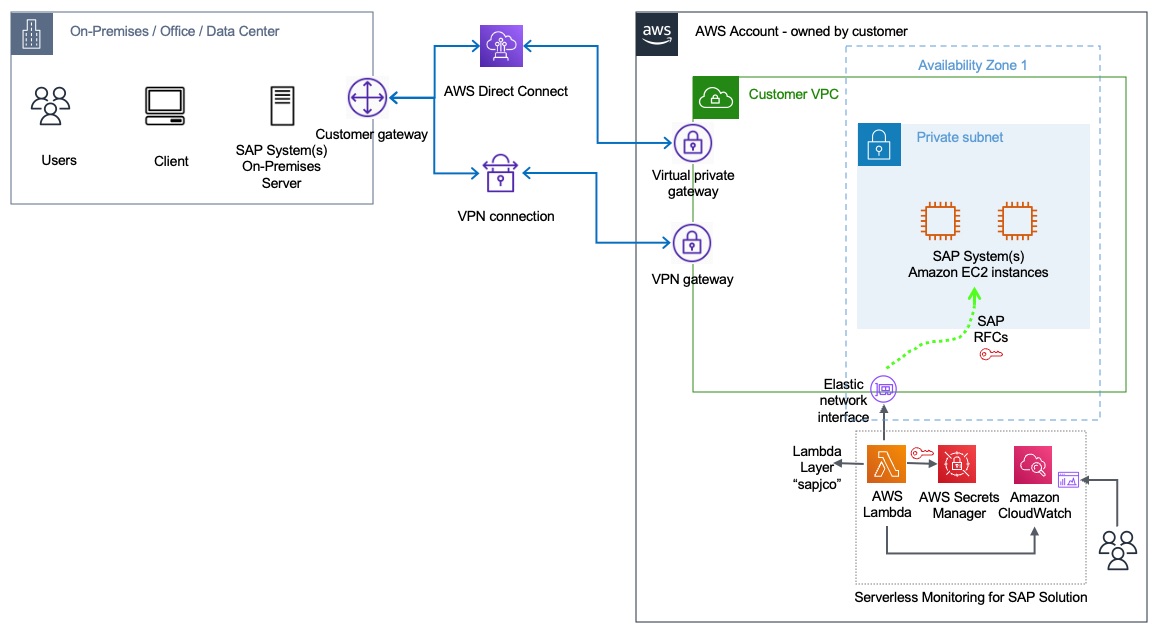 On-Premises / Office / Data Center
Users
Client
SAP System(s)
On-Premises
Server
Customer gateway
AWS Direct Connect
VPN connection
aws
AWS Account - owned by customer
Availability Zone 1
Customer VPC
Private subnet
Virtual private
gateway
VPN gateway
SAP System(s)
Amazon EC2 instances
SAP
RFCs
Elastic
network
interface
Lambda
Layer
“sapjco”
AWS
Lambda
AWS Secrets
Manager
Amazon
CloudWatch
Serverless Monitoring for SAP Solution